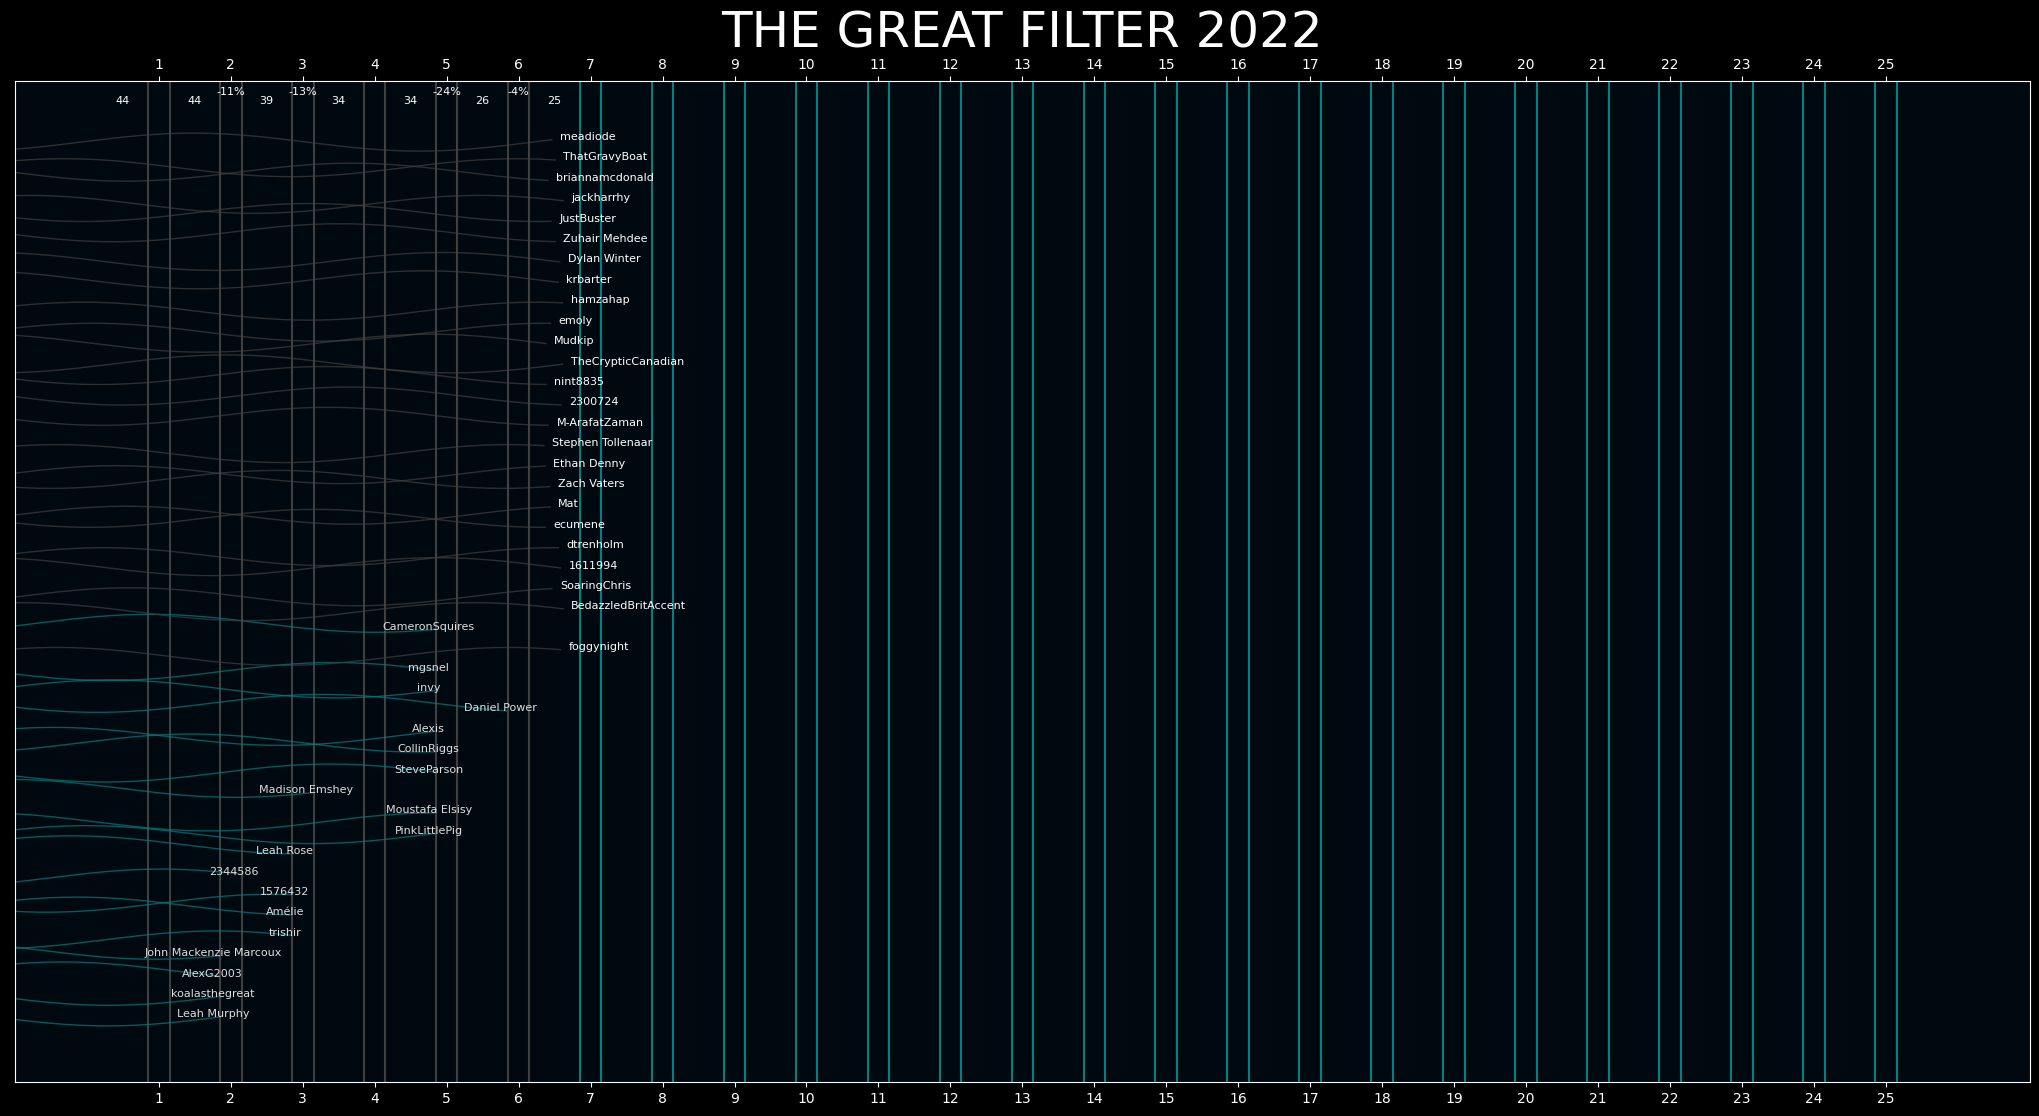 THE GREAT FILTER 2022
1 2 3 4 5 6 7 8 9 10 11 12 13 14 15 16 17 18 19 20 21 22 23 24 25
-11% -13% -24% -4%
44 44 39 34 34 26 25
meadiode
ThatGravyBoat
briannamcdonald
jackharrhy
JustBuster
Zuhair Mehdee
Dylan Winter
krbarter
hamzahap
emoly
Mudkip
TheCrypticCanadian
nint8835
2300724
M-ArafatZaman
Stephen Tollenaar
Ethan Denny
Zach Vaters
Mat
ecumene
dtrenholm
1611994
SoaringChris
BedazzledBritAccent
CameronSquires
foggynight
mgsnel
invy
Daniel Power
Alexis
CollinRiggs
SteveParson
Madison Emshey
Moustafa Elsisy
PinkLittlePig
Leah Rose
2344586
1576432
Amélie
trishir
John Mackenzie Marcoux
AlexG2003
koalasthegreat
Leah Murphy
1 2 3 4 5 6 7 8 9 10 11 12 13 14 15 16 17 18 19 20 21 22 23 24 25